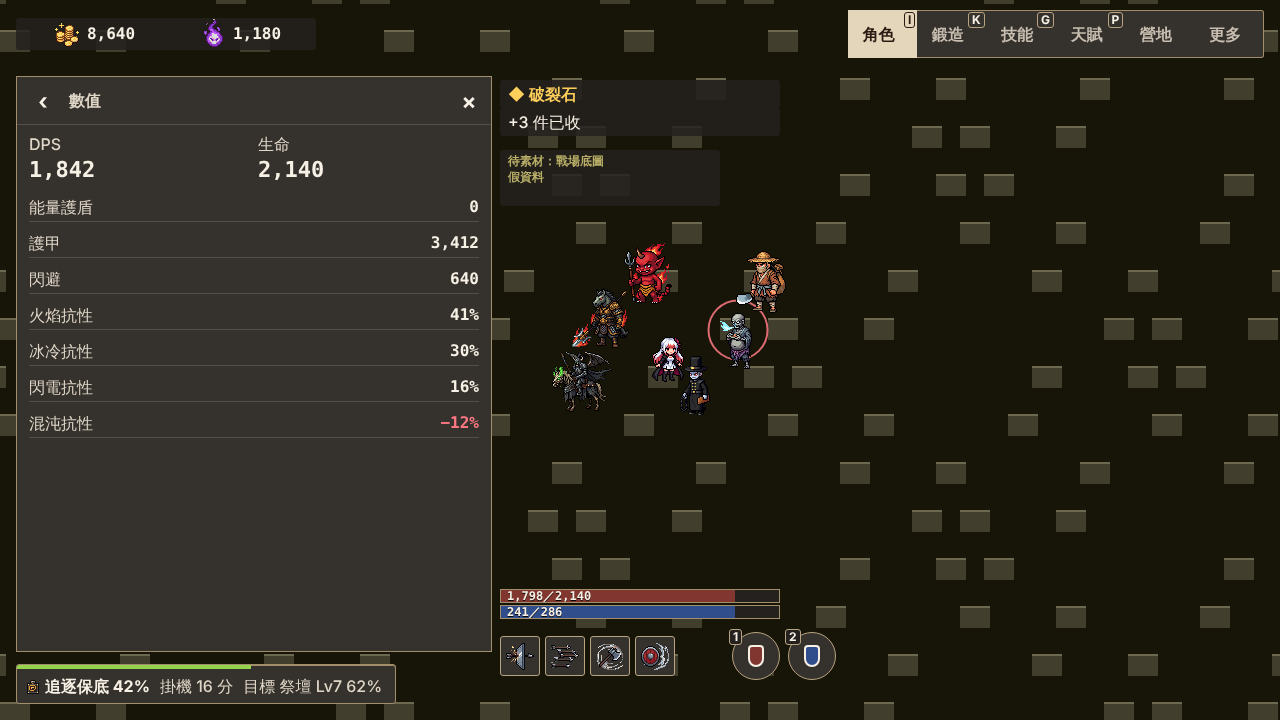 8,640
1,180
角色 I
鍛造 K
技能 G
天賦 P
營地
更多
‹ 數值 ×
DPS
1,842
生命
2,140
能量護盾 0
護甲 3,412
閃避 640
火焰抗性 41%
冰冷抗性 30%
閃電抗性 16%
混沌抗性 −12%
◆ 破裂石
+3 件已收
待素材：戰場底圖
假資料
1,798／2,140
241／286
1
2
追逐保底 42% 掛機 16 分 目標 祭壇 Lv7 62%